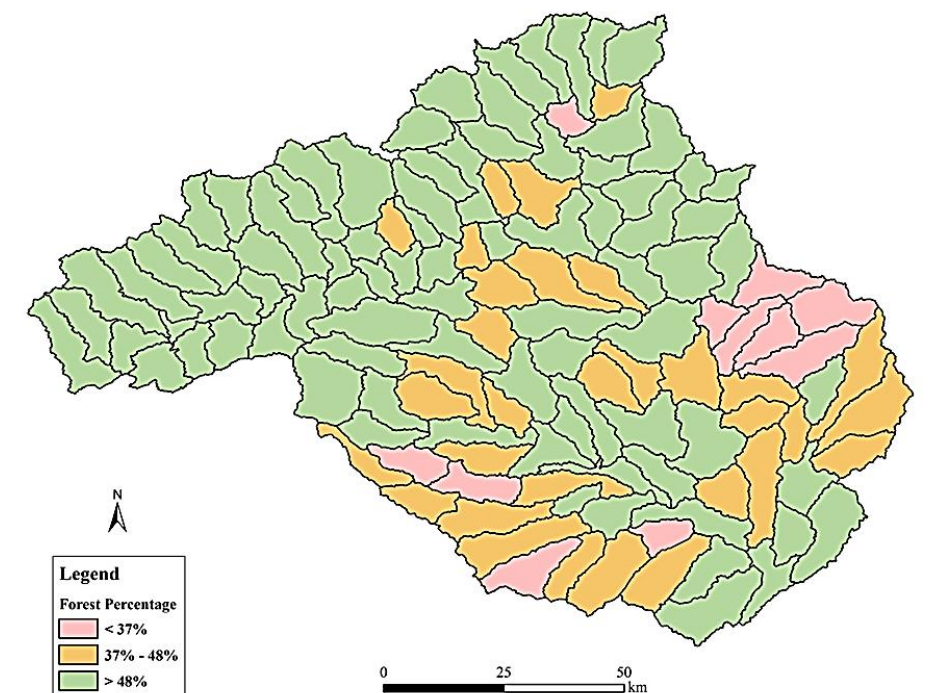 N
Legend
Forest Percentage
< 37%
37% - 48%
> 48%
0 25 50
km